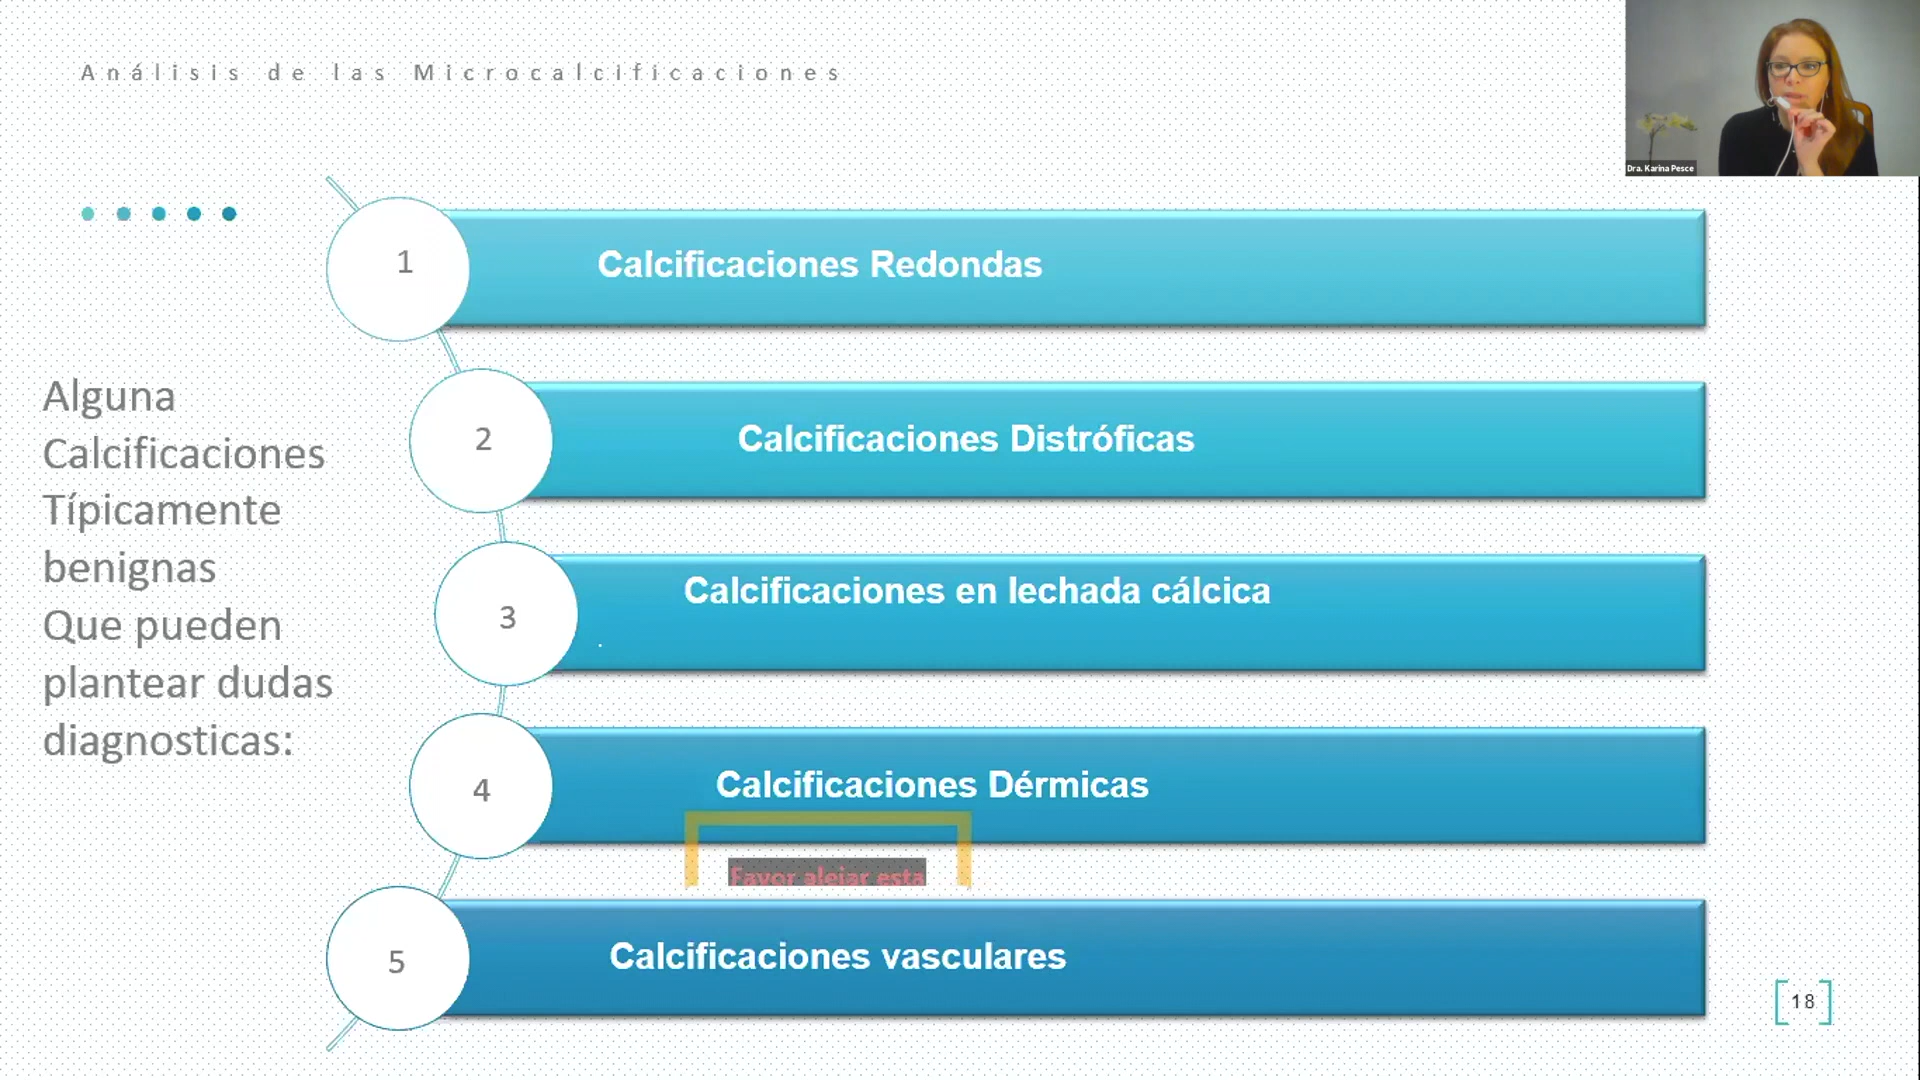 Análisis de las Microcalcificaciones
Dra. Karina Pesce
1
Calcificaciones Redondas
Alguna
Calcificaciones
Típicamente
benignas
Que pueden
plantear dudas
diagnosticas:
2
Calcificaciones Distróficas
3
Calcificaciones en lechada cálcica
.
4
Calcificaciones Dérmicas
Favor alejar esta
5
Calcificaciones vasculares
18